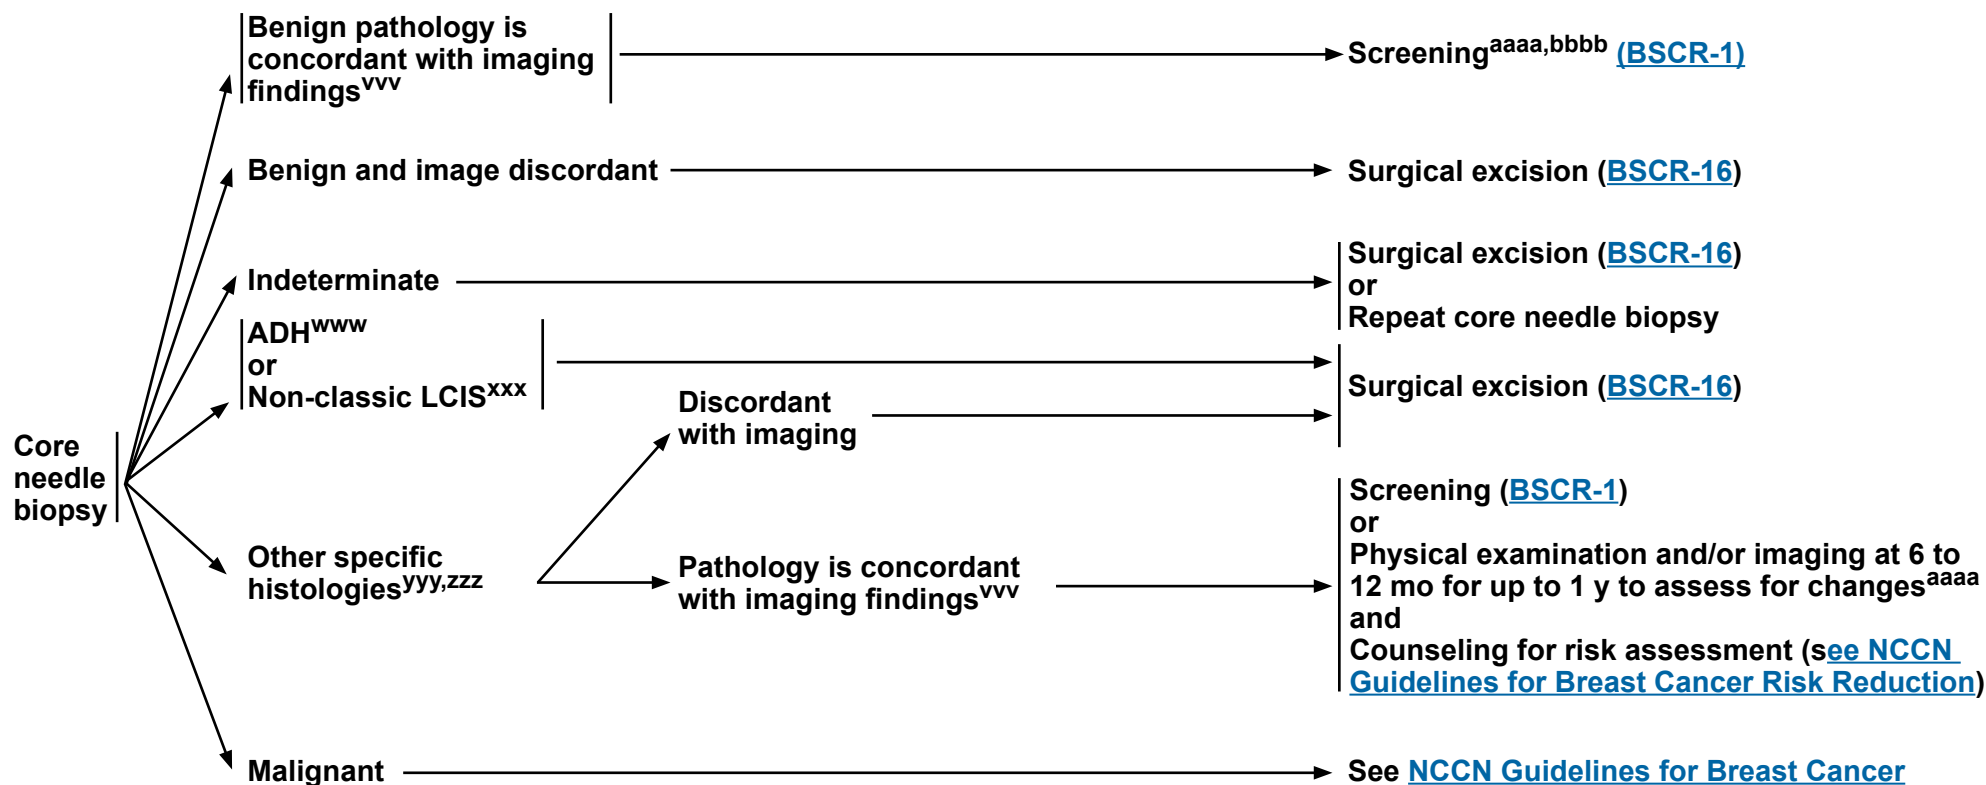 Core
needle
biopsy
Benign pathology is
concordant with imaging
findingsvvv
Screeningaaaa,bbbb (BSCR-1)
Benign and image discordant
Surgical excision (BSCR-16)
Indeterminate
Surgical excision (BSCR-16)
or
Repeat core needle biopsy
ADHwww
or
Non-classic LCISxxx
Surgical excision (BSCR-16)
Other specific
histologiesyyy,zzz
Discordant
with imaging
Pathology is concordant
with imaging findingsvvv
Screening (BSCR-1)
or
Physical examination and/or imaging at 6 to
12 mo for up to 1 y to assess for changesaaaa
and
Counseling for risk assessment (see NCCN
Guidelines for Breast Cancer Risk Reduction)
Malignant
See NCCN Guidelines for Breast Cancer